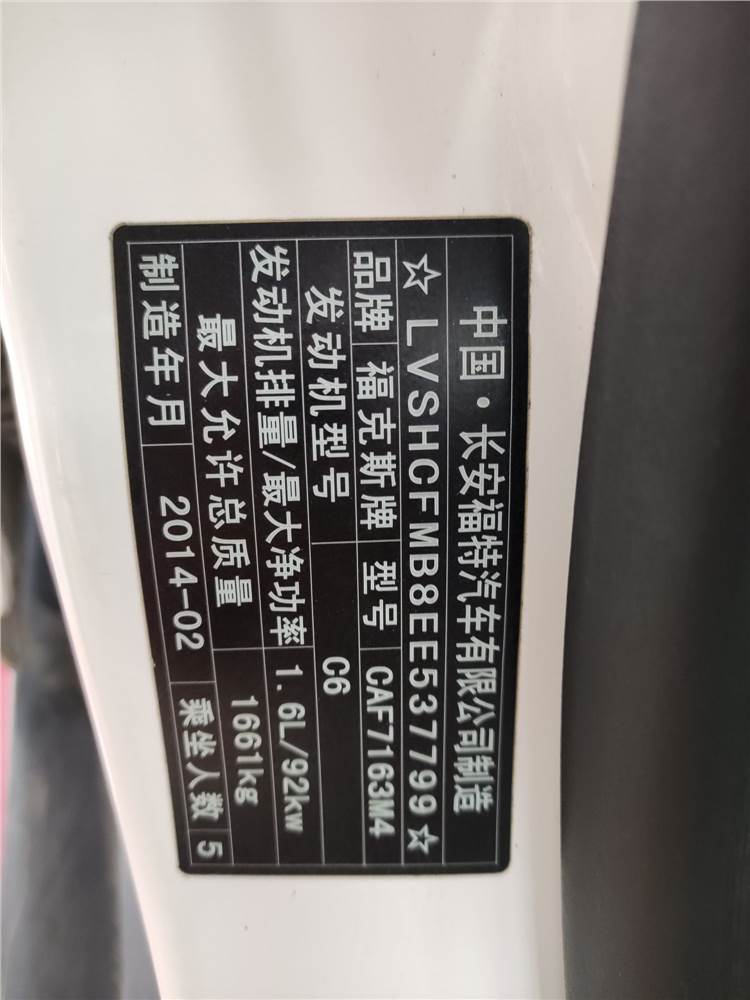 中国·长安福特汽车有限公司制造
☆LVSHCFMB8EE537799☆
品牌 福克斯牌 型号 CAF7163M4
发动机型号 C6
发动机排量/最大净功率 1.6L/92kw
最大允许总质量 1661kg
制造年月 2014-02 乘坐人数 5